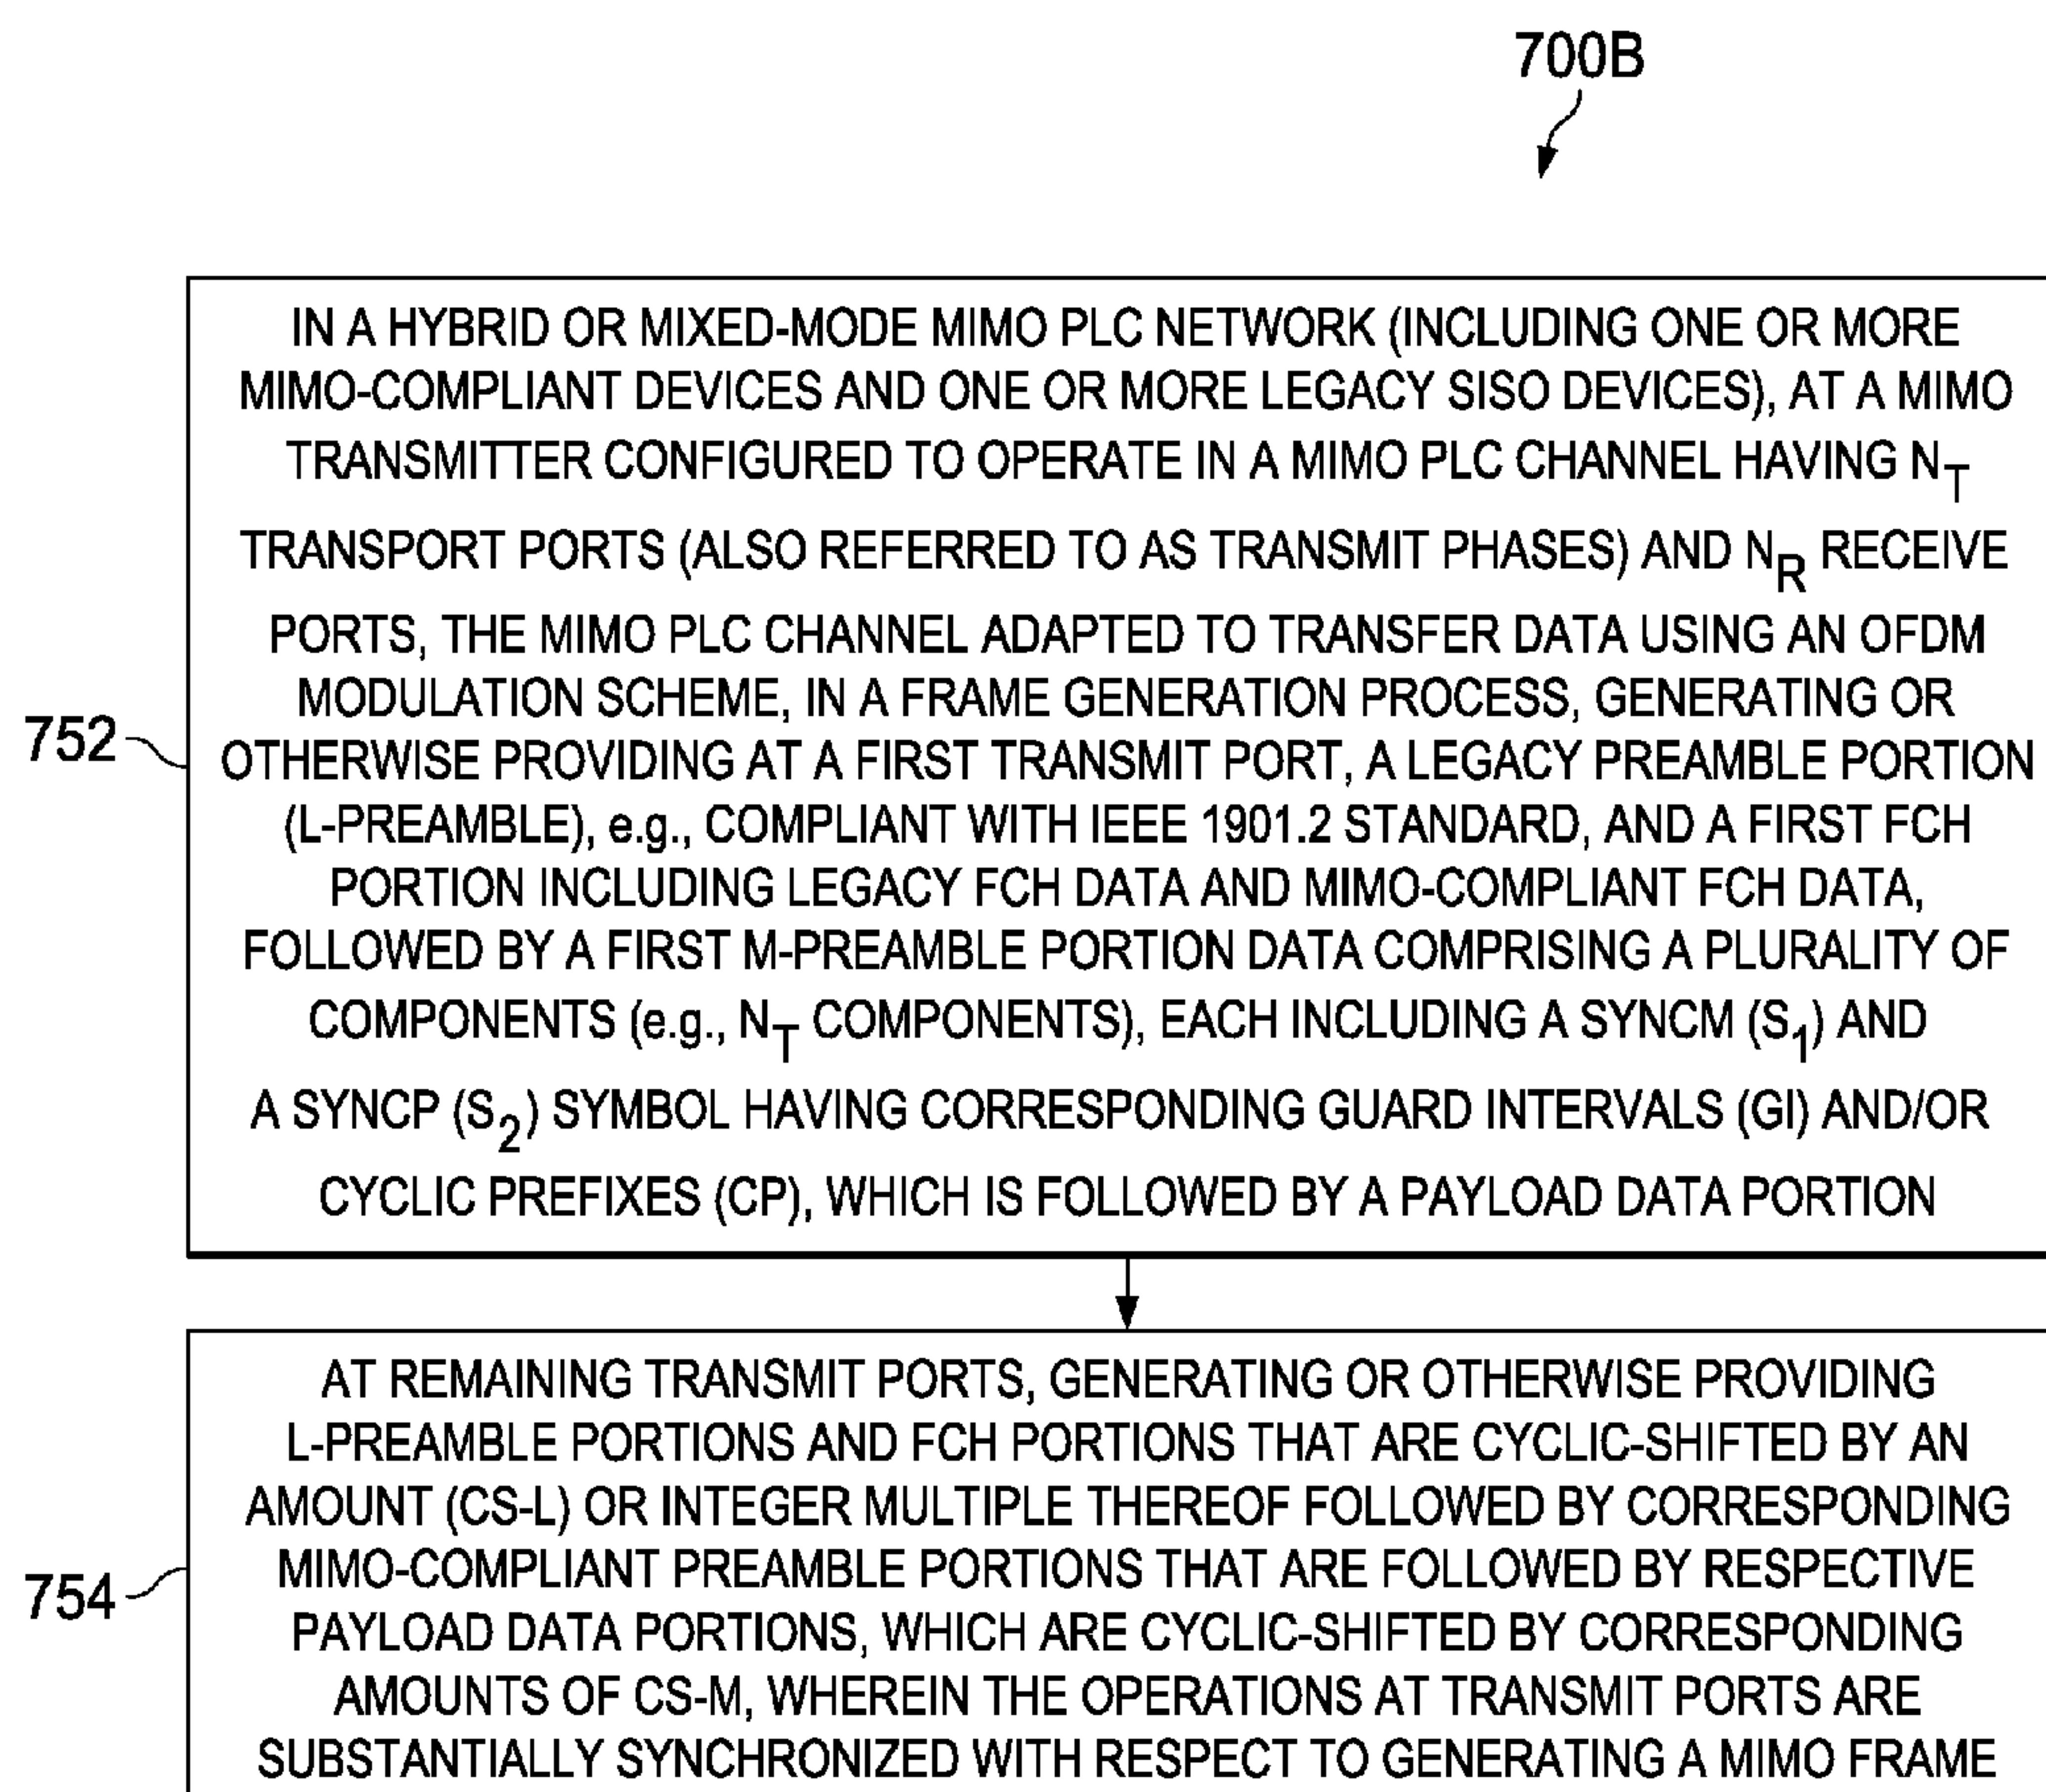 700B
IN A HYBRID OR MIXED-MODE MIMO PLC NETWORK (INCLUDING ONE OR MORE
MIMO-COMPLIANT DEVICES AND ONE OR MORE LEGACY SISO DEVICES), AT A MIMO
TRANSMITTER CONFIGURED TO OPERATE IN A MIMO PLC CHANNEL HAVING N_T
TRANSPORT PORTS (ALSO REFERRED TO AS TRANSMIT PHASES) AND N_R RECEIVE
PORTS, THE MIMO PLC CHANNEL ADAPTED TO TRANSFER DATA USING AN OFDM
MODULATION SCHEME, IN A FRAME GENERATION PROCESS, GENERATING OR
752
OTHERWISE PROVIDING AT A FIRST TRANSMIT PORT, A LEGACY PREAMBLE PORTION
(L-PREAMBLE), e.g., COMPLIANT WITH IEEE 1901.2 STANDARD, AND A FIRST FCH
PORTION INCLUDING LEGACY FCH DATA AND MIMO-COMPLIANT FCH DATA,
FOLLOWED BY A FIRST M-PREAMBLE PORTION DATA COMPRISING A PLURALITY OF
COMPONENTS (e.g., N_T COMPONENTS), EACH INCLUDING A SYNCM (S_1) AND
A SYNCP (S_2) SYMBOL HAVING CORRESPONDING GUARD INTERVALS (GI) AND/OR
CYCLIC PREFIXES (CP), WHICH IS FOLLOWED BY A PAYLOAD DATA PORTION
AT REMAINING TRANSMIT PORTS, GENERATING OR OTHERWISE PROVIDING
L-PREAMBLE PORTIONS AND FCH PORTIONS THAT ARE CYCLIC-SHIFTED BY AN
AMOUNT (CS-L) OR INTEGER MULTIPLE THEREOF FOLLOWED BY CORRESPONDING
MIMO-COMPLIANT PREAMBLE PORTIONS THAT ARE FOLLOWED BY RESPECTIVE
754
PAYLOAD DATA PORTIONS, WHICH ARE CYCLIC-SHIFTED BY CORRESPONDING
AMOUNTS OF CS-M, WHEREIN THE OPERATIONS AT TRANSMIT PORTS ARE
SUBSTANTIALLY SYNCHRONIZED WITH RESPECT TO GENERATING A MIMO FRAME